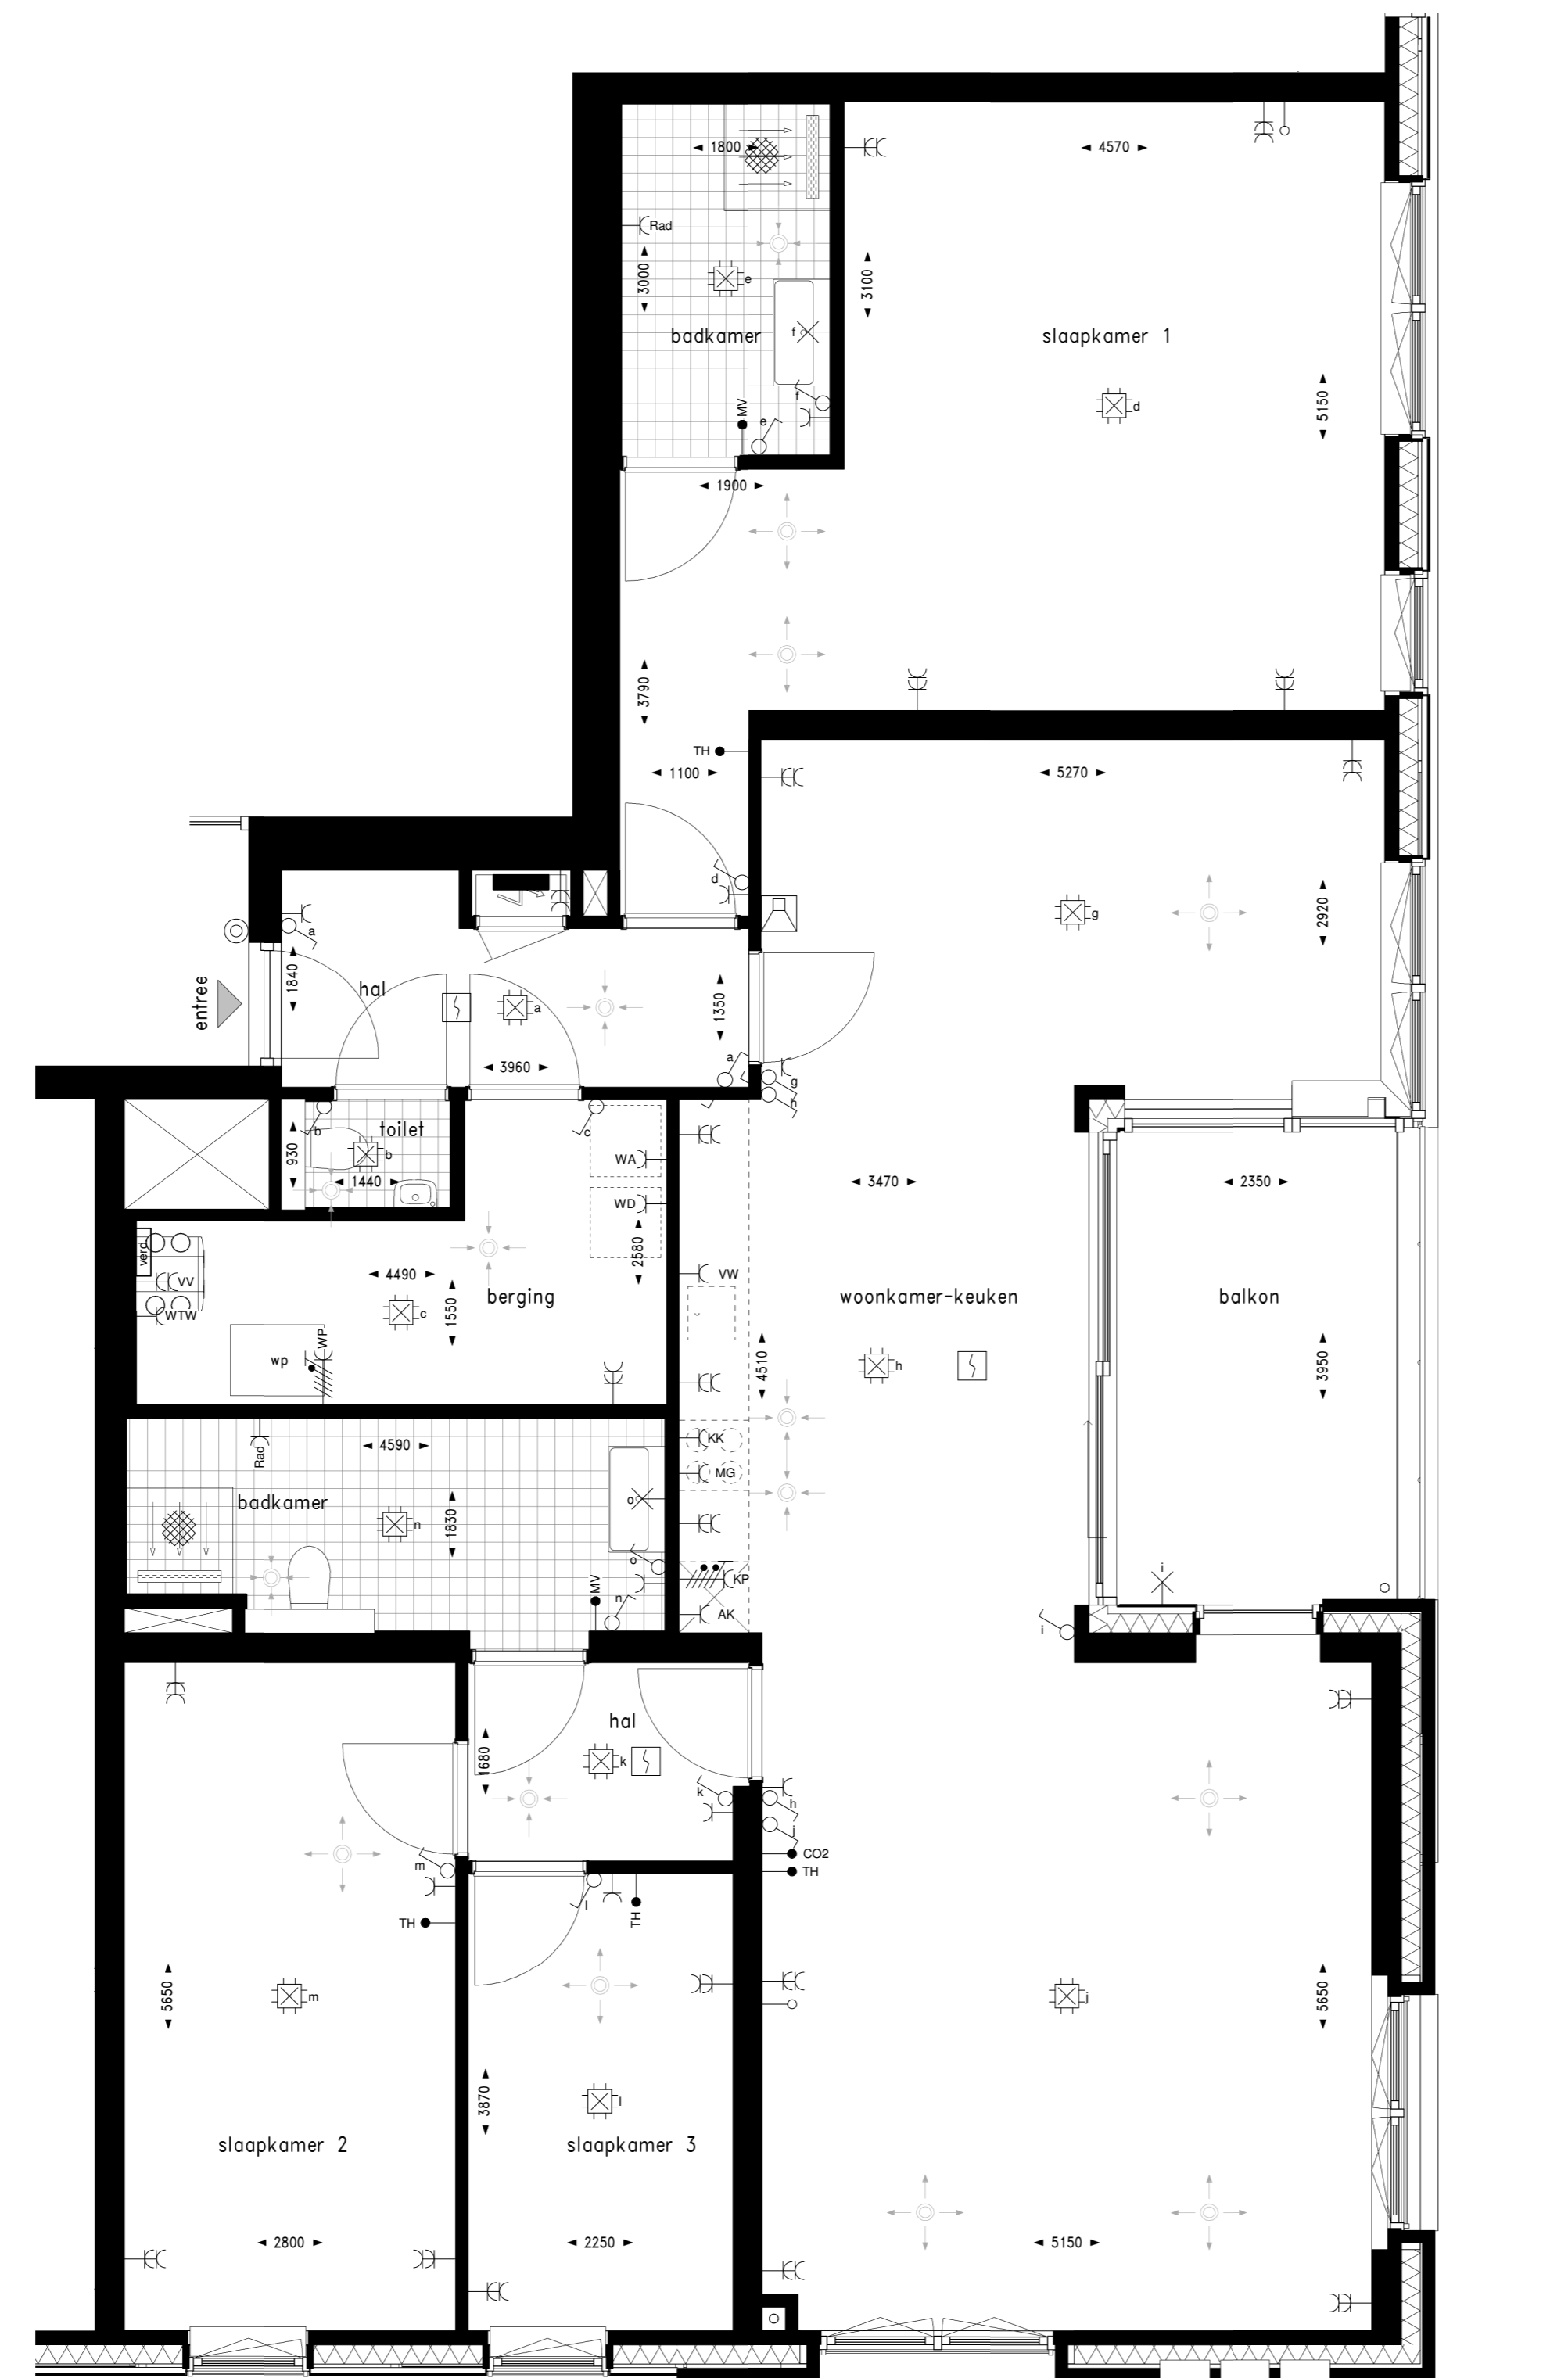 1800
4570
Rad
3000
e
3100
badkamer
f
slaapkamer 1
f
5150
d
MV
e
1900
3790
TH
1100
5270
d
g
2920
a
entree
1840
hal
a
1350
3960
a
g
h
b
toilet
c
930
b
WA
1440
WD
3470
2350
2580
verd
VV
4490
VW
berging
woonkamer-keuken
balkon
WTW
c
1550
WP
wp
h
4510
3950
4590
KK
Rad
MG
badkamer
o
n
1830
o
i
MV
n
KP
AK
i
hal
1680
k
k
h
j
m
CO2
TH
l
TH
TH
5650
m
j
5650
3870
l
slaapkamer 2
slaapkamer 3
2800
2250
5150